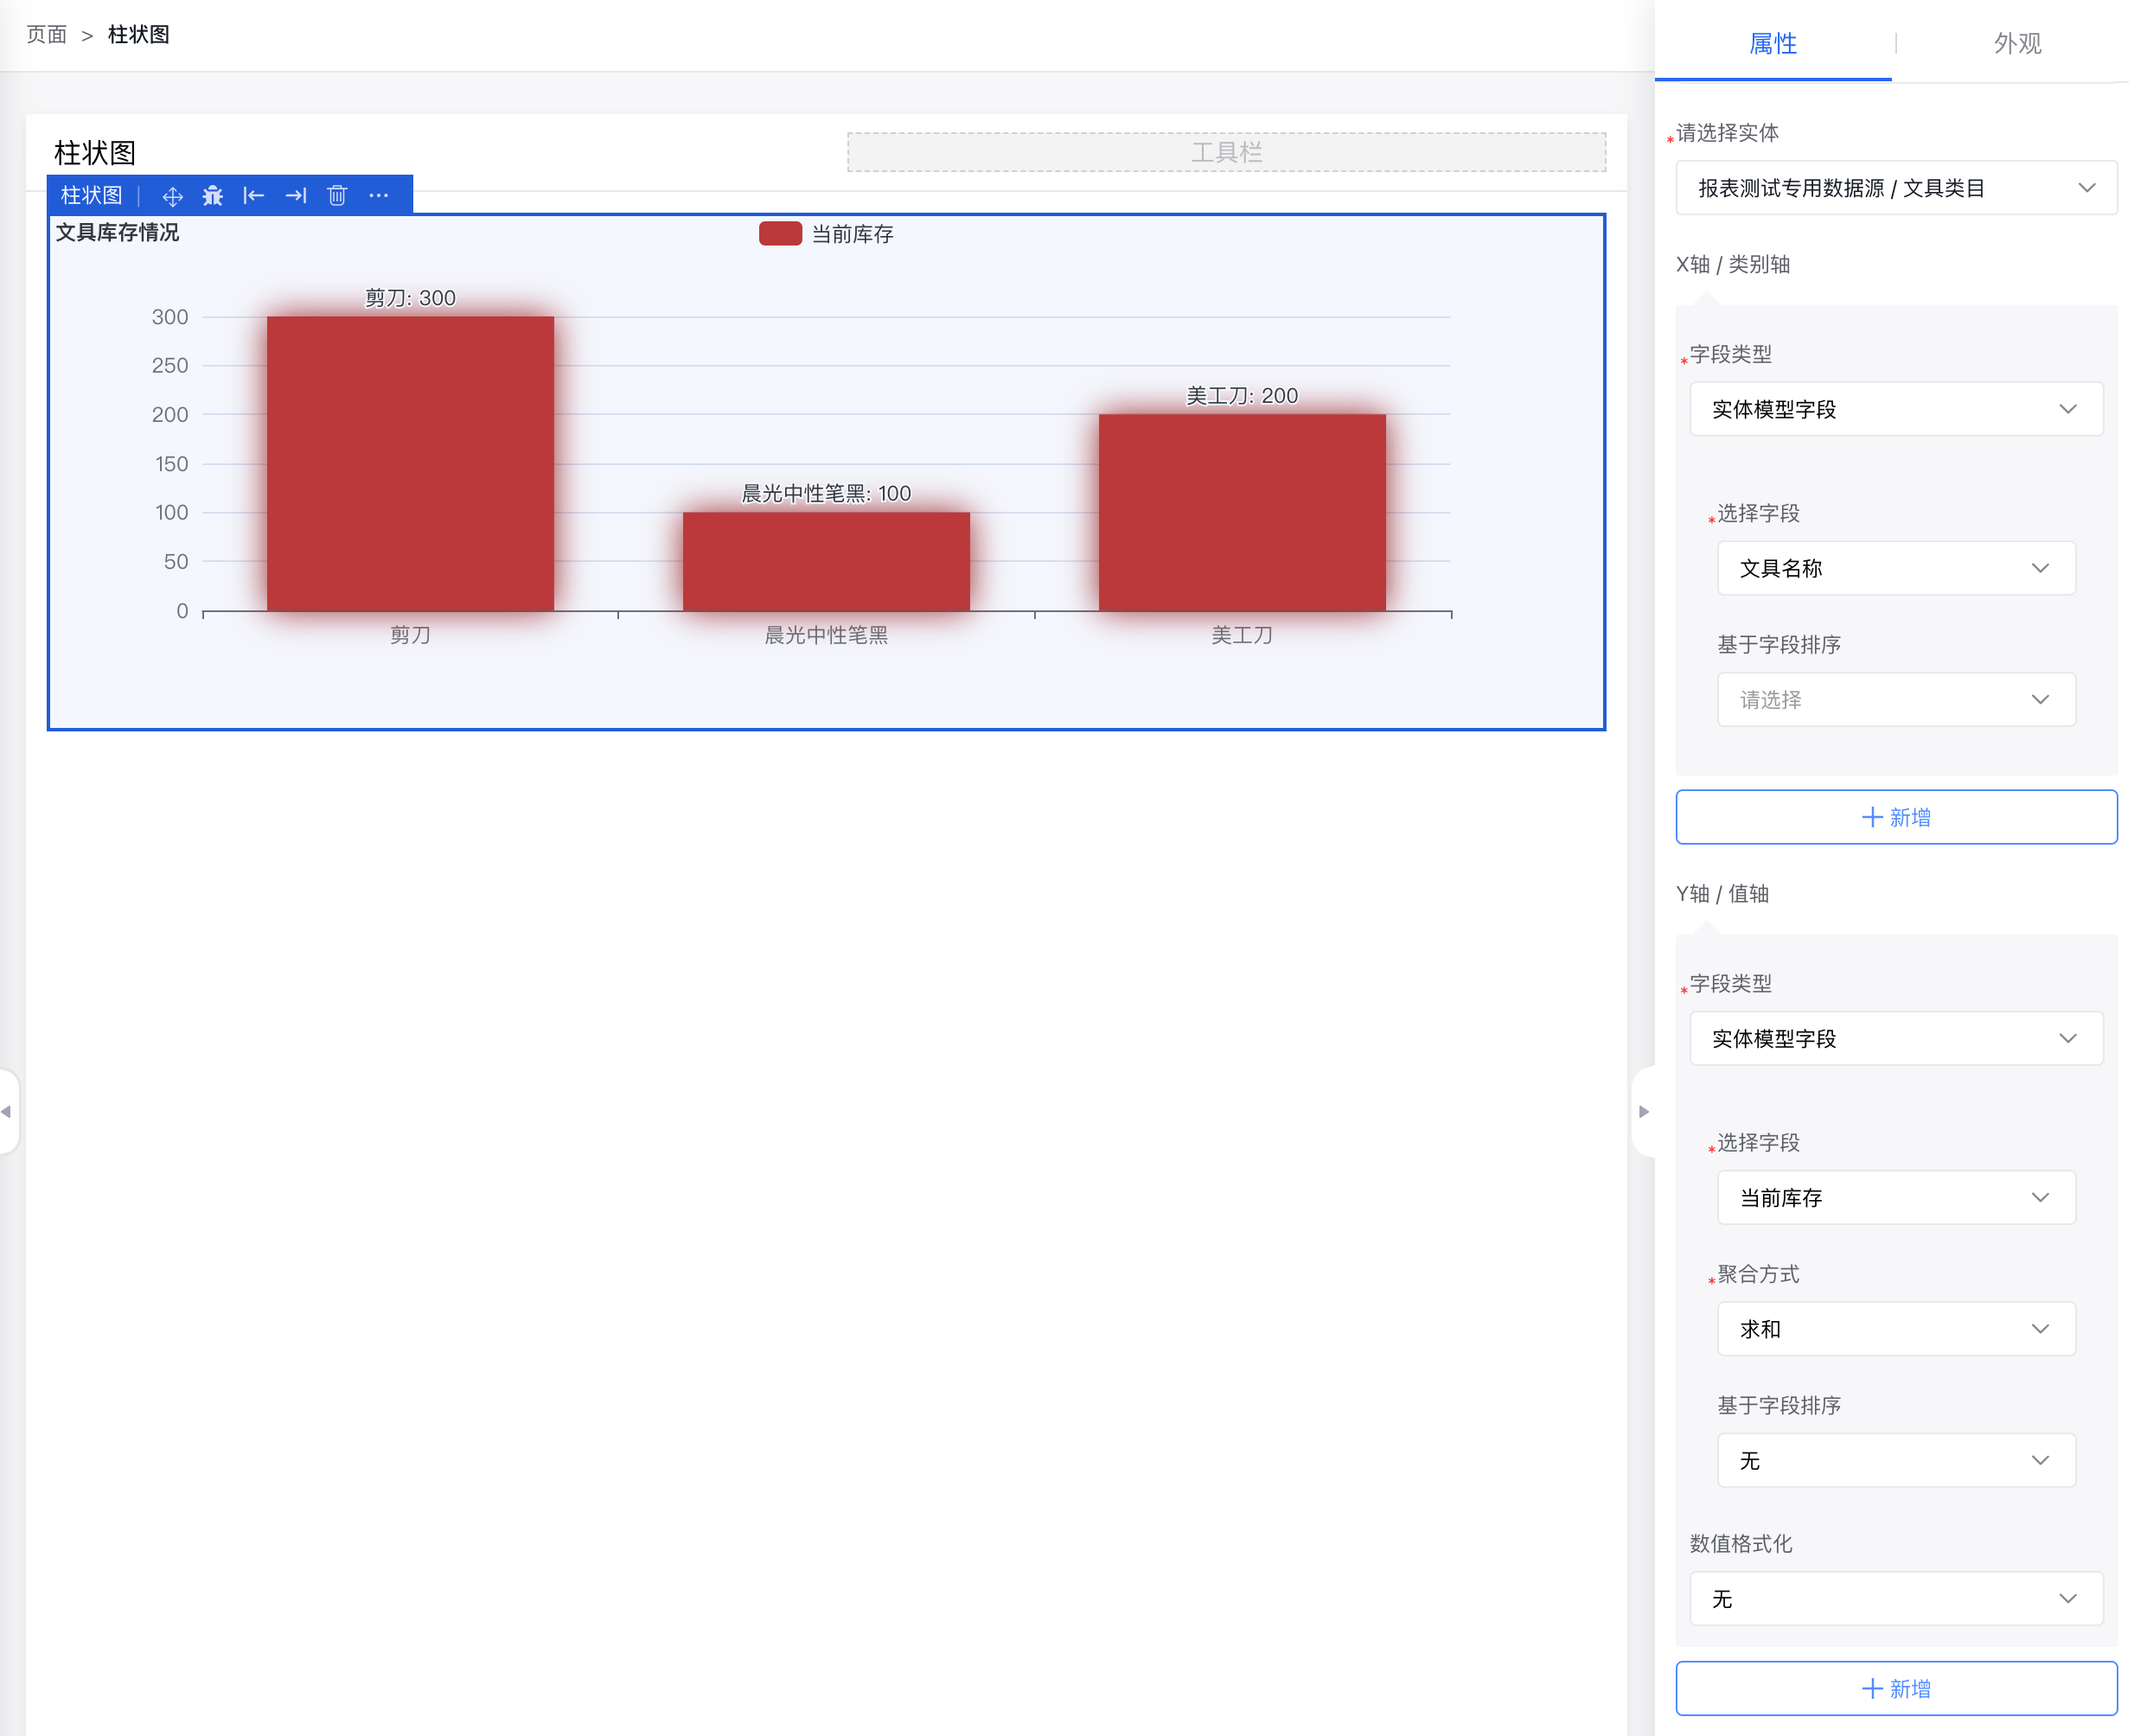 页面 > 柱状图
柱状图
工具栏
柱状图
文具库存情况
当前库存
剪刀: 300
美工刀: 200
晨光中性笔黑: 100
300
250
200
150
100
50
0
剪刀
晨光中性笔黑
美工刀
属性
外观
*请选择实体
报表测试专用数据源 / 文具类目
X轴 / 类别轴
*字段类型
实体模型字段
*选择字段
文具名称
基于字段排序
请选择
+ 新增
Y轴 / 值轴
*字段类型
实体模型字段
*选择字段
当前库存
*聚合方式
求和
基于字段排序
无
数值格式化
无
+ 新增